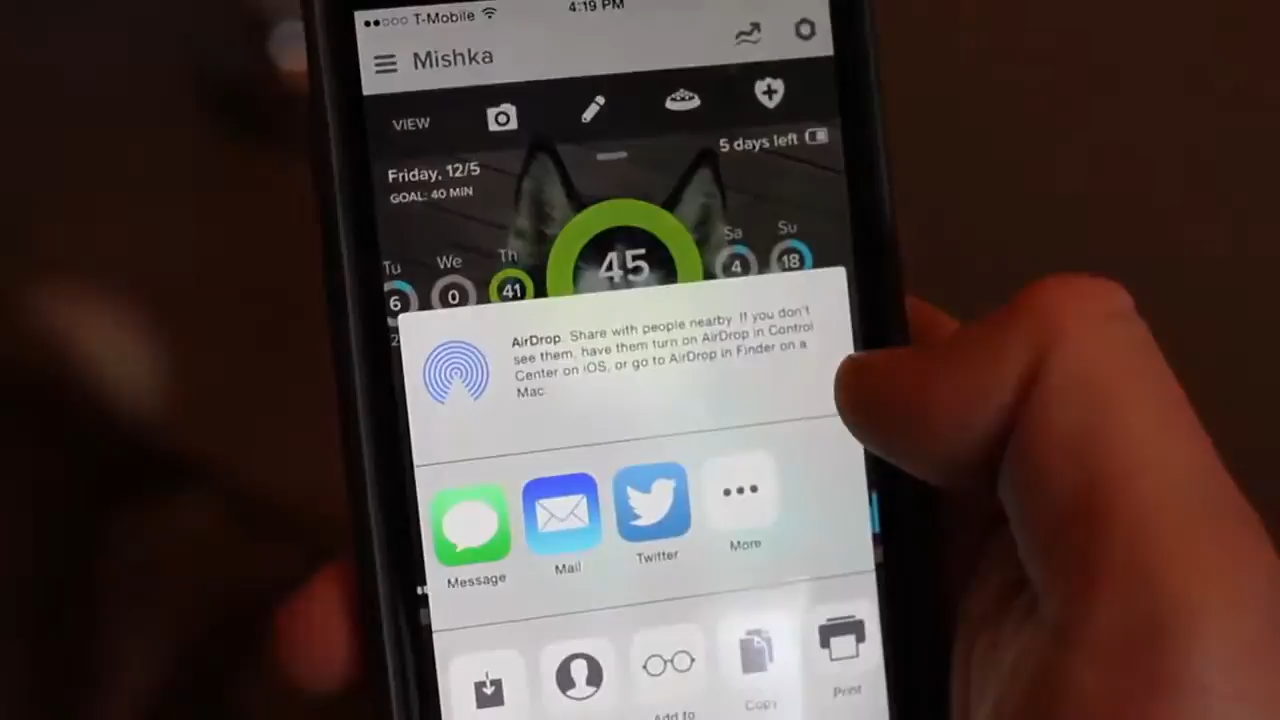 T-Mobile 4:19 PM
Mishka
VIEW
5 days left
Friday, 12/5
GOAL: 40 MIN
Tu We Th Sa Su
6 0 41 45 4 18
AirDrop. Share with people nearby. If you don't
see them, have them turn on AirDrop in Control
Center on iOS, or go to AirDrop in Finder on a
Mac.
Message Mail Twitter More
Add to Copy Print